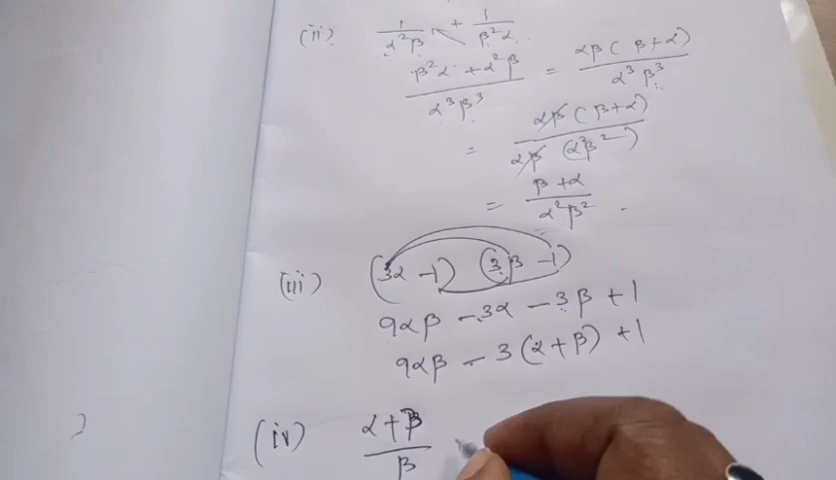 (ii) 1/α²β + 1/β²α
(β²α + α²β)/α³β³ = αβ(β+α)/α³β³
= αβ(β+α)/αβ(α²β²)
= (β+α)/α²β²
(iii) (3α -1) (3β -1)
9αβ - 3α - 3β + 1
9αβ - 3(α+β) + 1
(iv) (α+β)/β